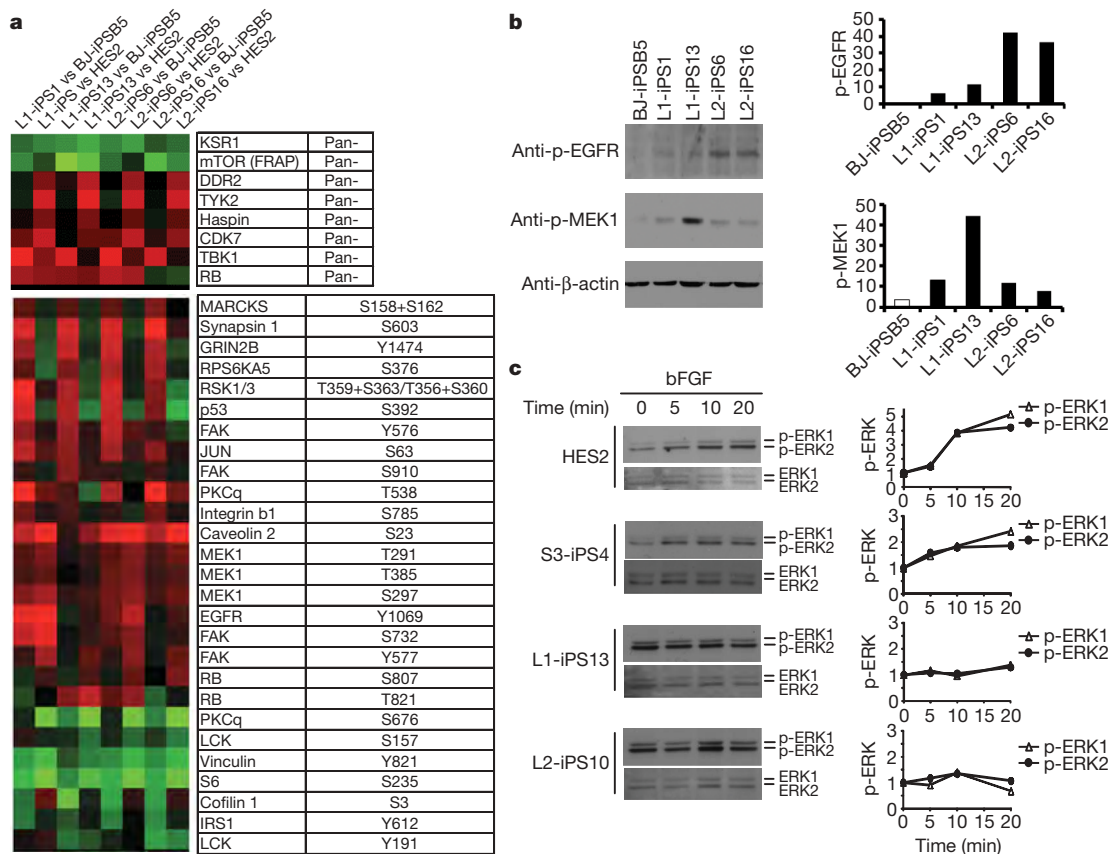 a
L1-iPS1 vs BJ-iPSB5
L1-iPS vs HES2
L1-iPS13 vs BJ-iPSB5
L1-iPS13 vs HES2
L2-iPS6 vs BJ-iPSB5
L2-iPS6 vs HES2
L2-iPS16 vs BJ-iPSB5
L2-iPS16 vs HES2
KSR1 Pan-
mTOR (FRAP) Pan-
DDR2 Pan-
TYK2 Pan-
Haspin Pan-
CDK7 Pan-
TBK1 Pan-
RB Pan-
MARCKS S158+S162
Synapsin 1 S603
GRIN2B Y1474
RPS6KA5 S376
RSK1/3 T359+S363/T356+S360
p53 S392
FAK Y576
JUN S63
FAK S910
PKCq T538
Integrin b1 S785
Caveolin 2 S23
MEK1 T291
MEK1 T385
MEK1 S297
EGFR Y1069
FAK S732
FAK Y577
RB S807
RB T821
PKCq S676
LCK S157
Vinculin Y821
S6 S235
Cofilin 1 S3
IRS1 Y612
LCK Y191
b
BJ-iPSB5
L1-iPS1
L1-iPS13
L2-iPS6
L2-iPS16
Anti-p-EGFR
Anti-p-MEK1
Anti-β-actin
p-EGFR
50
40
30
20
10
0
BJ-iPSB5
L1-iPS1
L1-iPS13
L2-iPS6
L2-iPS16
p-MEK1
50
40
30
20
10
0
BJ-iPSB5
L1-iPS1
L1-iPS13
L2-iPS6
L2-iPS16
c
bFGF
Time (min) 0 5 10 20
HES2
p-ERK1
p-ERK2
ERK1
ERK2
p-ERK
5
4
3
2
1
0
0 5 10 15 20
p-ERK1
p-ERK2
S3-iPS4
p-ERK1
p-ERK2
ERK1
ERK2
p-ERK
3
2
1
0
0 5 10 15 20
p-ERK1
p-ERK2
L1-iPS13
p-ERK1
p-ERK2
ERK1
ERK2
p-ERK
3
2
1
0
0 5 10 15 20
p-ERK1
p-ERK2
L2-iPS10
p-ERK1
p-ERK2
ERK1
ERK2
p-ERK
3
2
1
0
0 5 10 15 20
p-ERK1
p-ERK2
Time (min)